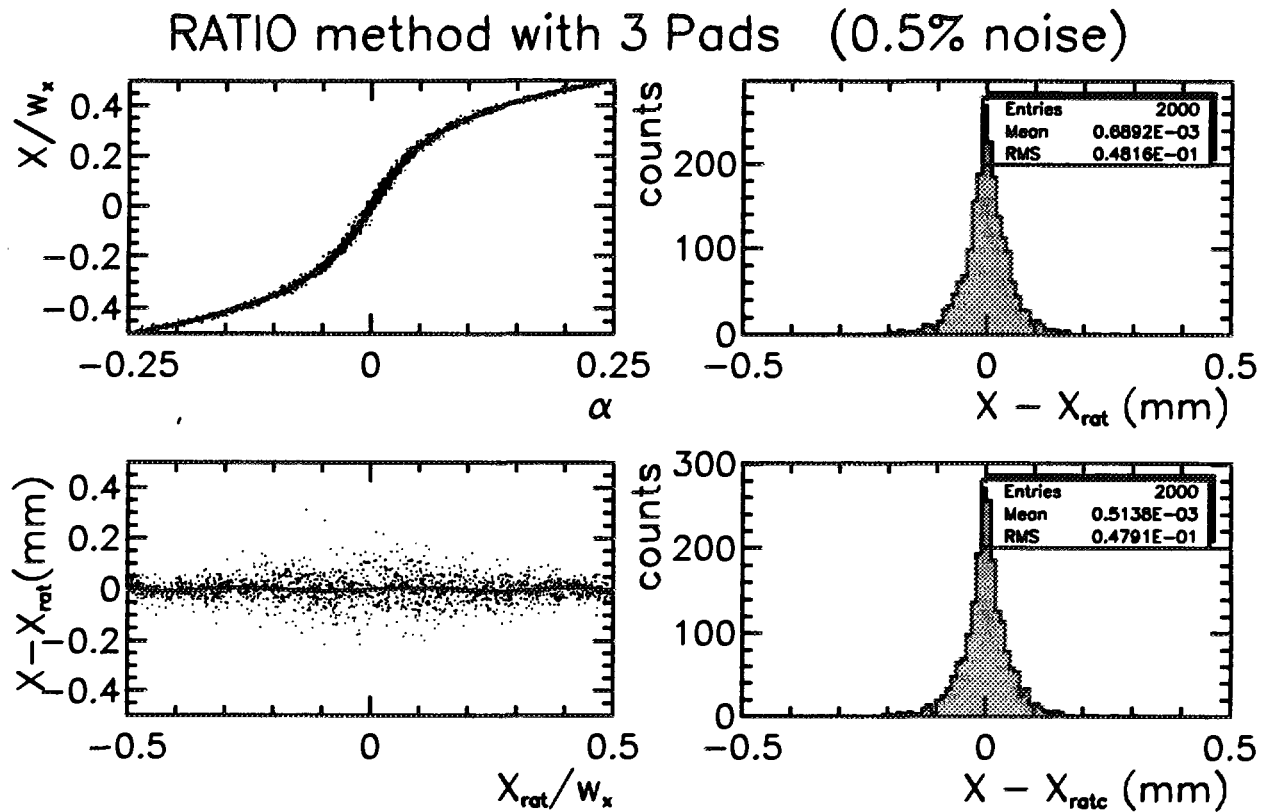 RATIO method with 3 Pads (0.5% noise)
X/w_x
0.4
0.2
0
−0.2
−0.4
−0.25
0
0.25
α
counts
200
100
0
Entries 2000
Mean 0.6892E−03
RMS 0.4816E−01
−0.5
0
0.5
X − X_rat (mm)
X−X_rat(mm)
0.4
0.2
0
−0.2
−0.4
−0.5
0
0.5
X_rat/w_x
counts
300
200
100
0
Entries 2000
Mean 0.5138E−03
RMS 0.4791E−01
−0.5
0
0.5
X − X_ratc (mm)